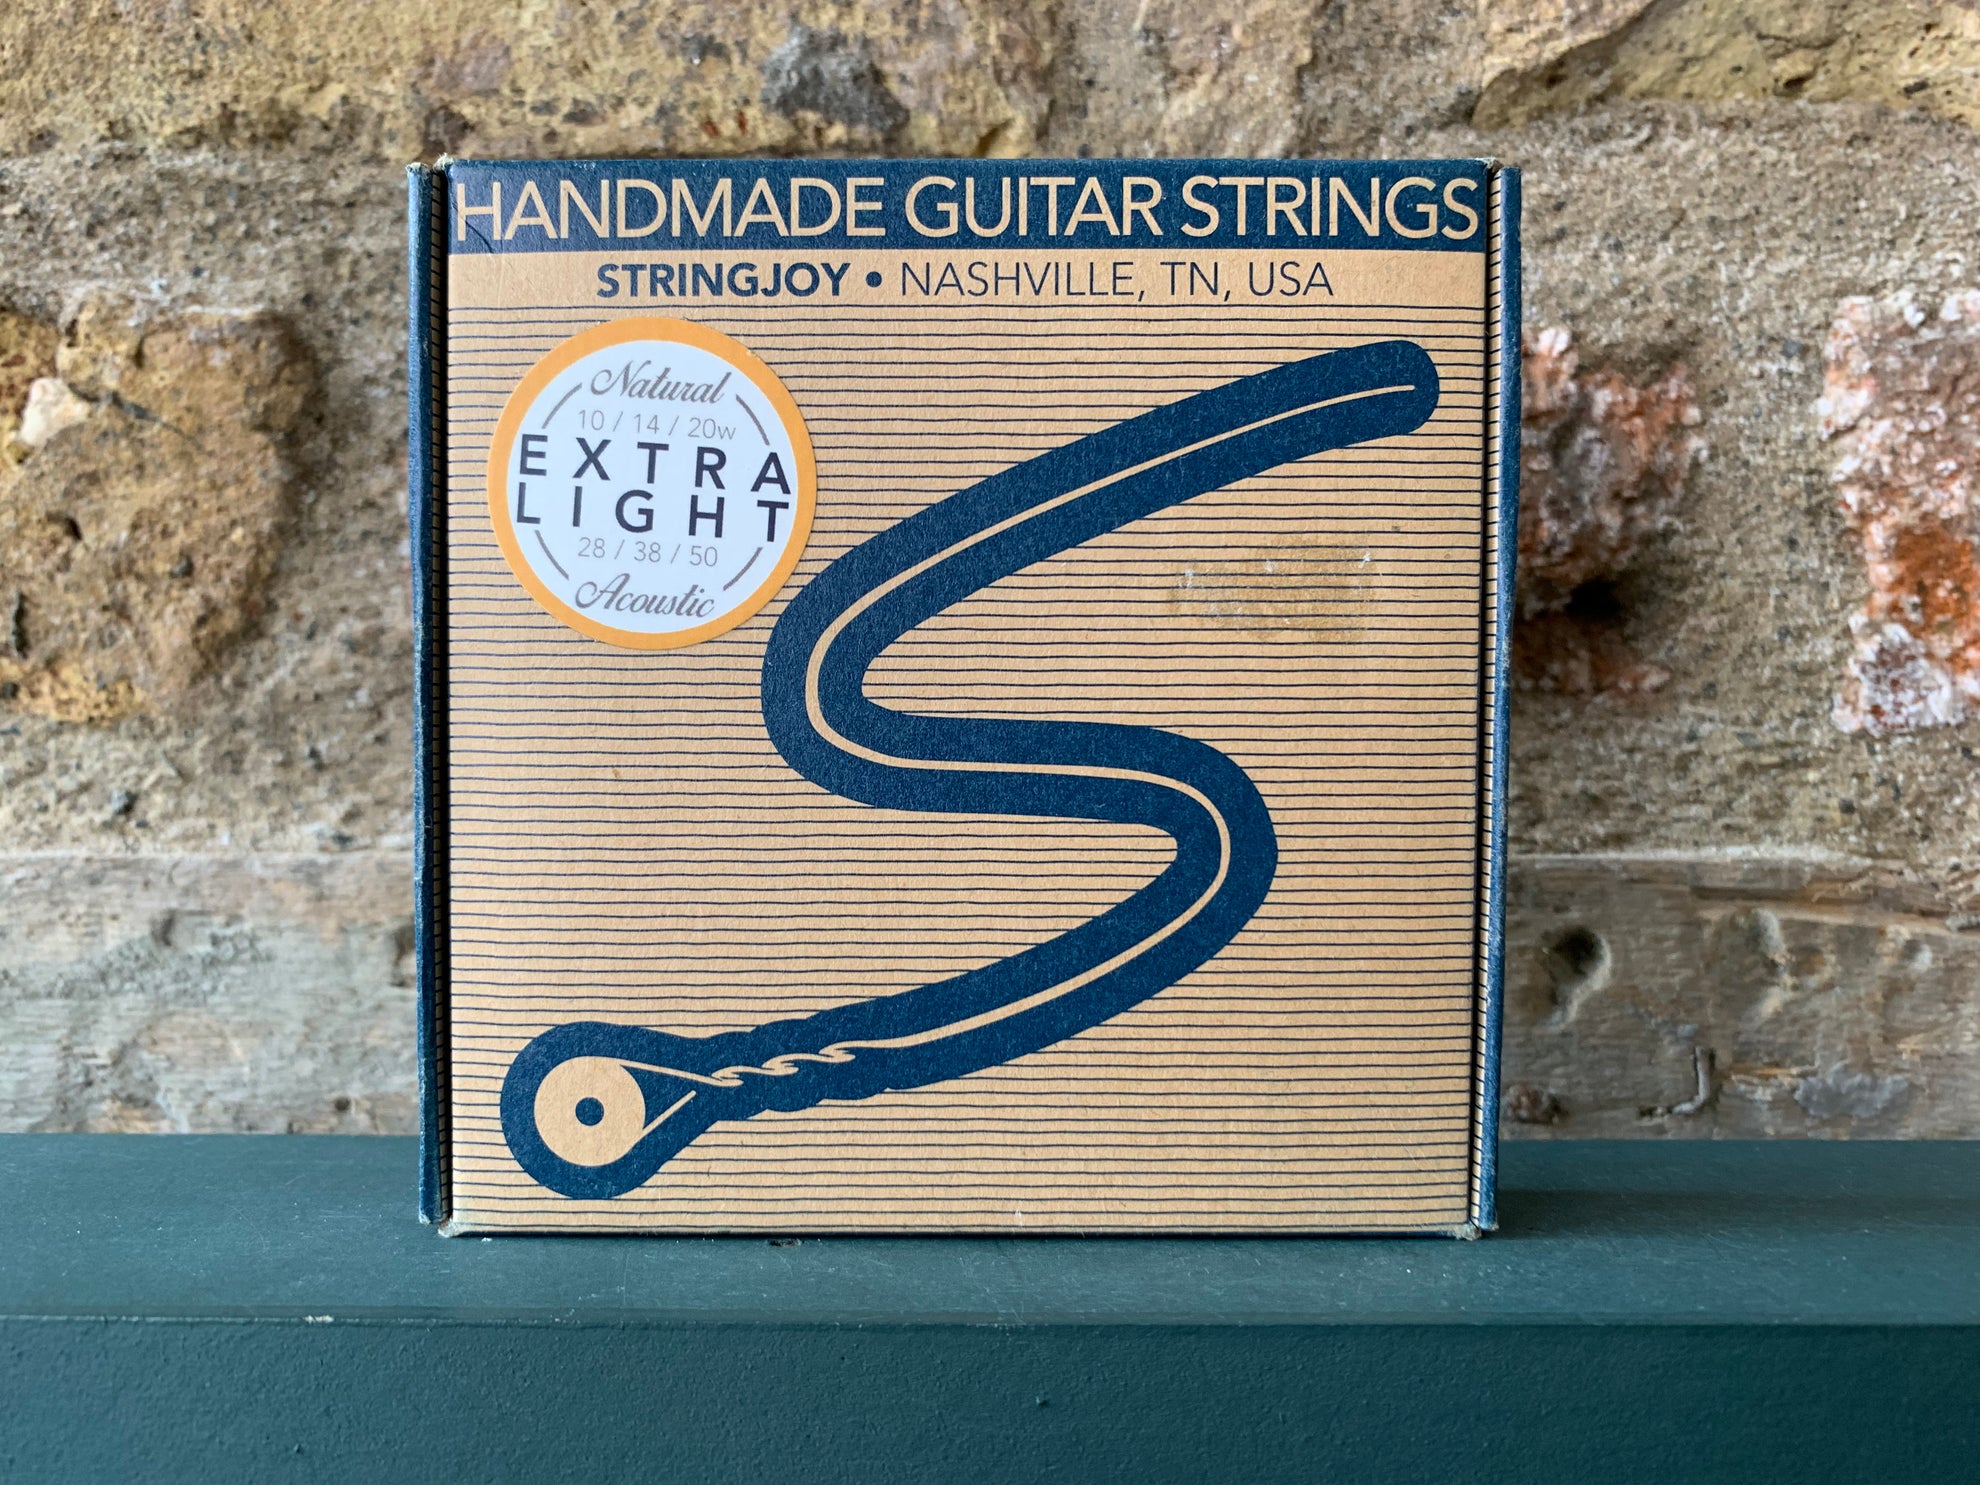 HANDMADE GUITAR STRINGS
STRINGJOY • NASHVILLE, TN, USA
Natural
10 / 14 / 20w
EXTRA
LIGHT
28 / 38 / 50
Acoustic